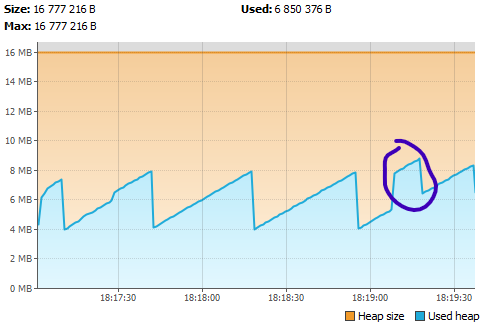 Size: 16 777 216 B
Used: 6 850 376 B
Max: 16 777 216 B
16 MB
14 MB
12 MB
10 MB
8 MB
6 MB
4 MB
2 MB
0 MB
18:17:30
18:18:00
18:18:30
18:19:00
18:19:30
Heap size
Used heap